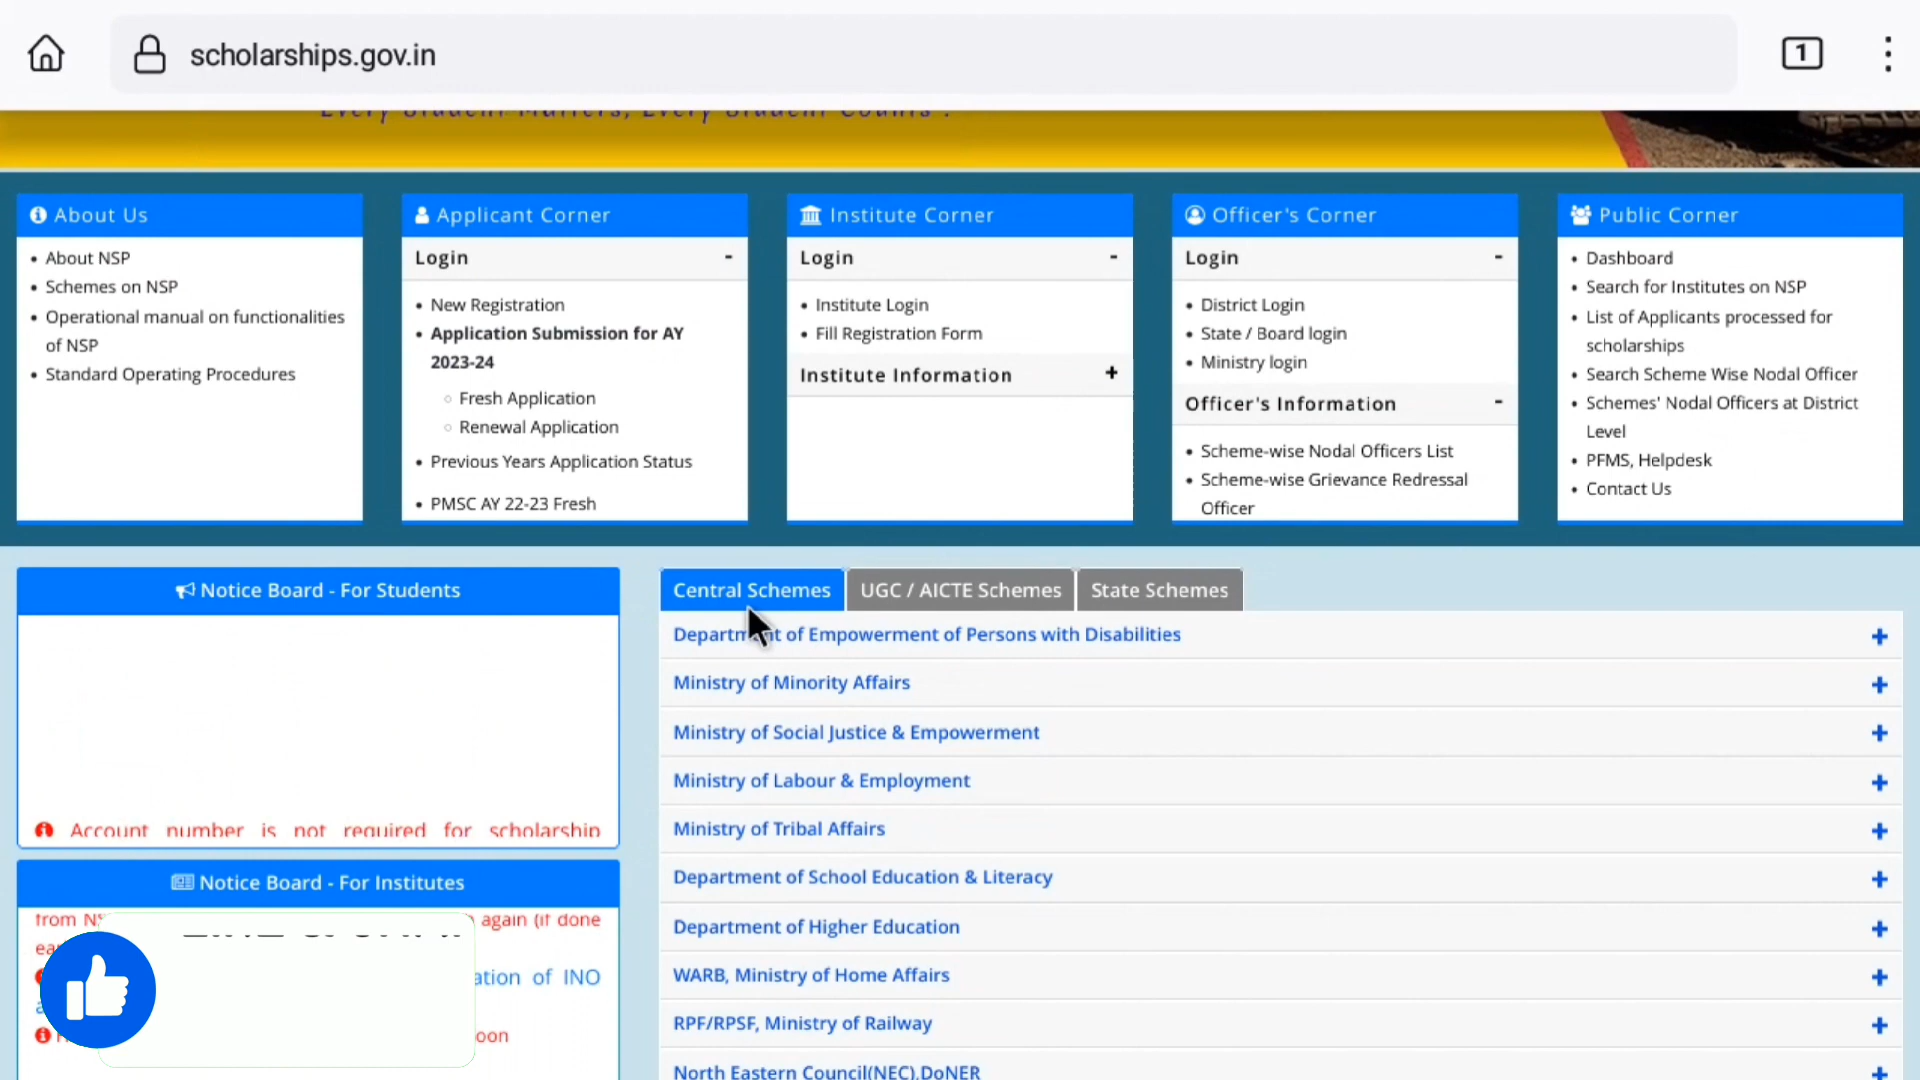 scholarships.gov.in
1
Every Student Matters, Every Student Counts .
About Us
About NSP
Schemes on NSP
Operational manual on functionalities
of NSP
Standard Operating Procedures
Applicant Corner
Login -
New Registration
Application Submission for AY
2023-24
Fresh Application
Renewal Application
Previous Years Application Status
PMSC AY 22-23 Fresh
Institute Corner
Login -
Institute Login
Fill Registration Form
Institute Information +
Officer's Corner
Login -
District Login
State / Board login
Ministry login
Officer's Information -
Scheme-wise Nodal Officers List
Scheme-wise Grievance Redressal
Officer
Public Corner
Dashboard
Search for Institutes on NSP
List of Applicants processed for
scholarships
Search Scheme Wise Nodal Officer
Schemes' Nodal Officers at District
Level
PFMS, Helpdesk
Contact Us
Notice Board - For Students
Account number is not required for scholarship
Notice Board - For Institutes
from again (if done
of INO
Central Schemes UGC / AICTE Schemes State Schemes
Department of Empowerment of Persons with Disabilities +
Ministry of Minority Affairs +
Ministry of Social Justice & Empowerment +
Ministry of Labour & Employment +
Ministry of Tribal Affairs +
Department of School Education & Literacy +
Department of Higher Education +
WARB, Ministry of Home Affairs +
RPF/RPSF, Ministry of Railway +
North Eastern Council(NEC),DoNER +